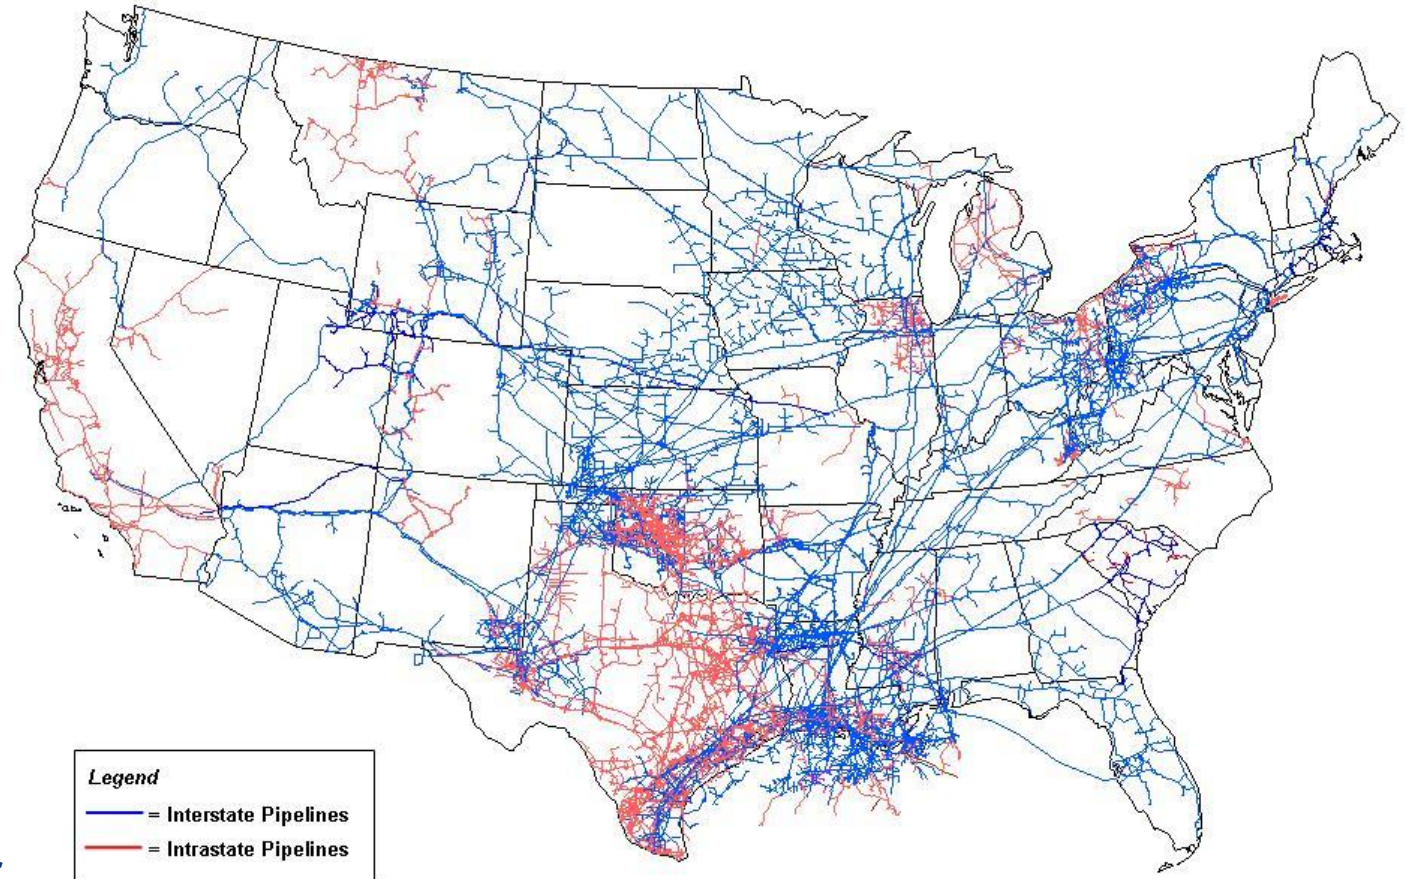 Legend
= Interstate Pipelines
= Intrastate Pipelines